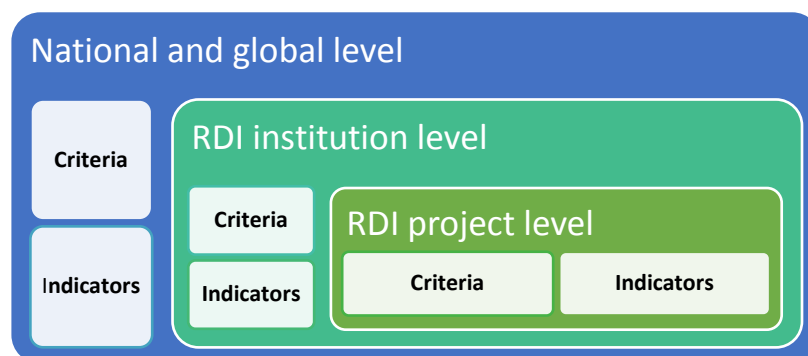 National and global level
Criteria
Indicators
RDI institution level
Criteria
Indicators
RDI project level
Criteria
Indicators